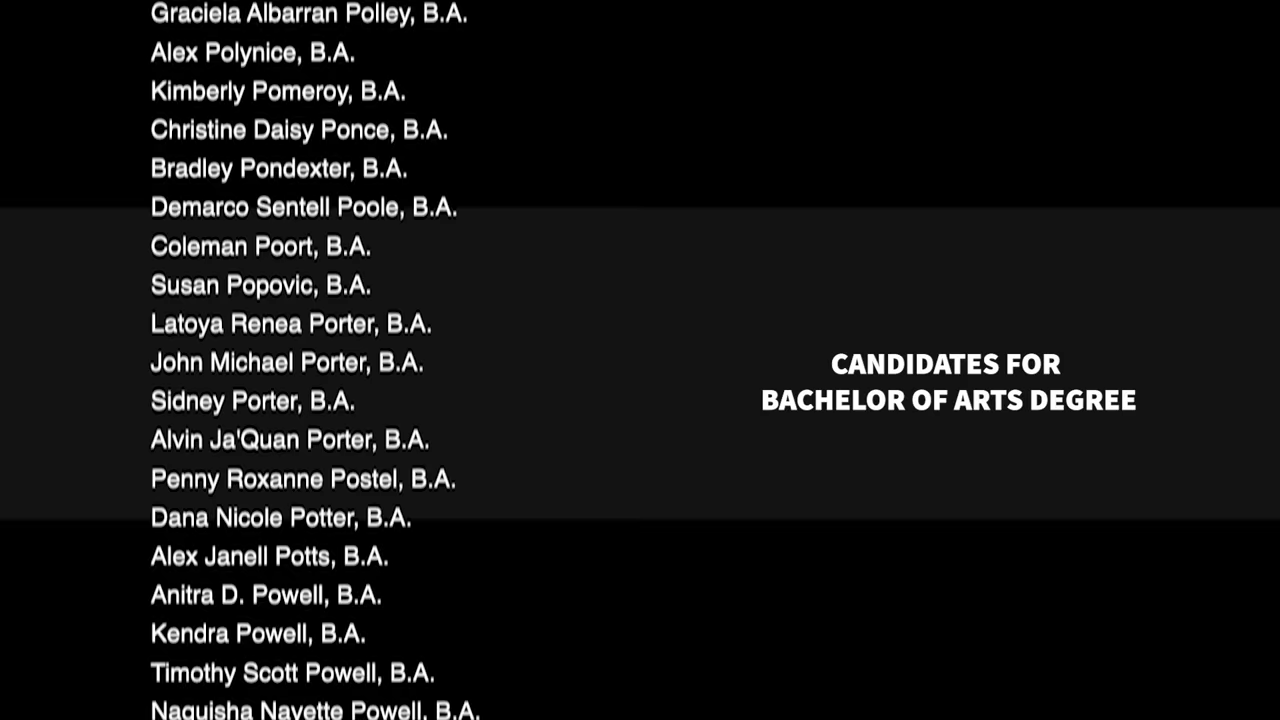 Graciela Albarran Polley, B.A.
Alex Polynice, B.A.
Kimberly Pomeroy, B.A.
Christine Daisy Ponce, B.A.
Bradley Pondexter, B.A.
Demarco Sentell Poole, B.A.
Coleman Poort, B.A.
Susan Popovic, B.A.
Latoya Renea Porter, B.A.
John Michael Porter, B.A.
Sidney Porter, B.A.
Alvin Ja'Quan Porter, B.A.
Penny Roxanne Postel, B.A.
Dana Nicole Potter, B.A.
Alex Janell Potts, B.A.
Anitra D. Powell, B.A.
Kendra Powell, B.A.
Timothy Scott Powell, B.A.
Naquisha Navette Powell, B.A.
CANDIDATES FOR
BACHELOR OF ARTS DEGREE